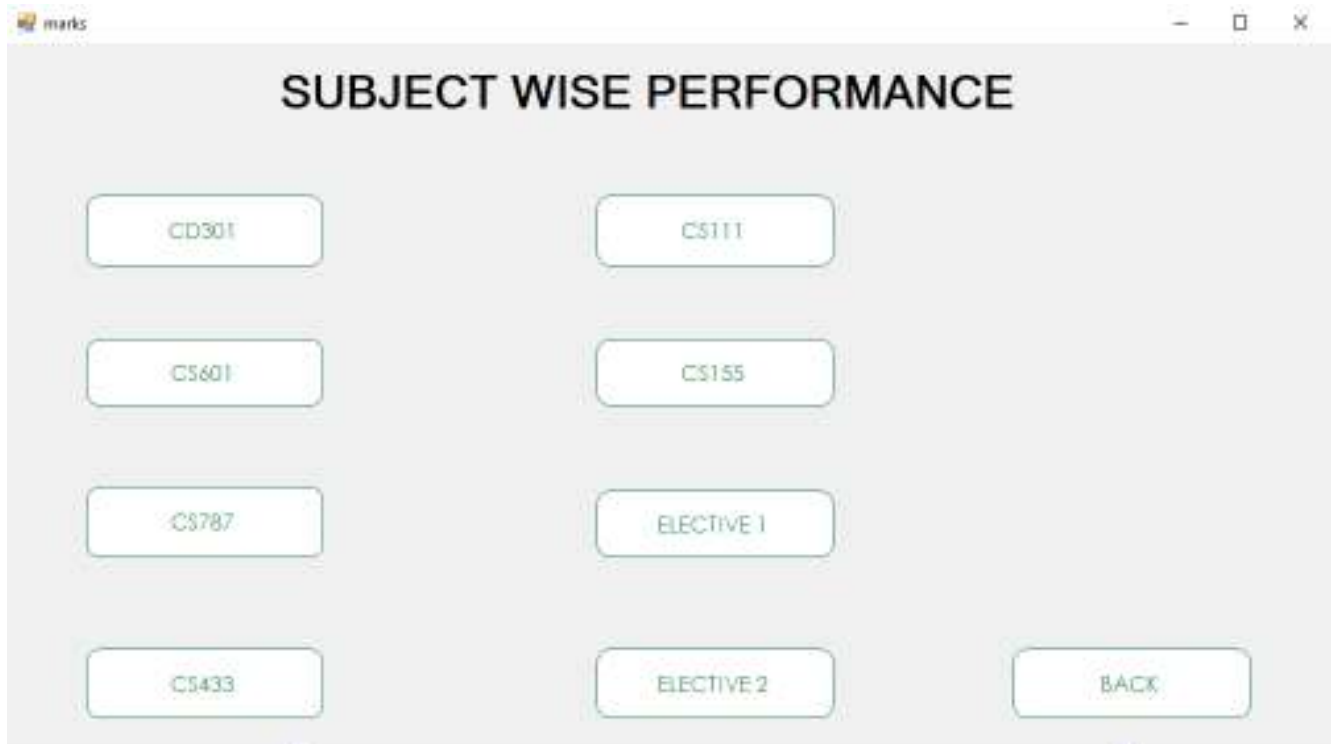 marks
SUBJECT WISE PERFORMANCE
CD301
CS111
CS601
CS155
CS787
ELECTIVE 1
CS433
ELECTIVE 2
BACK